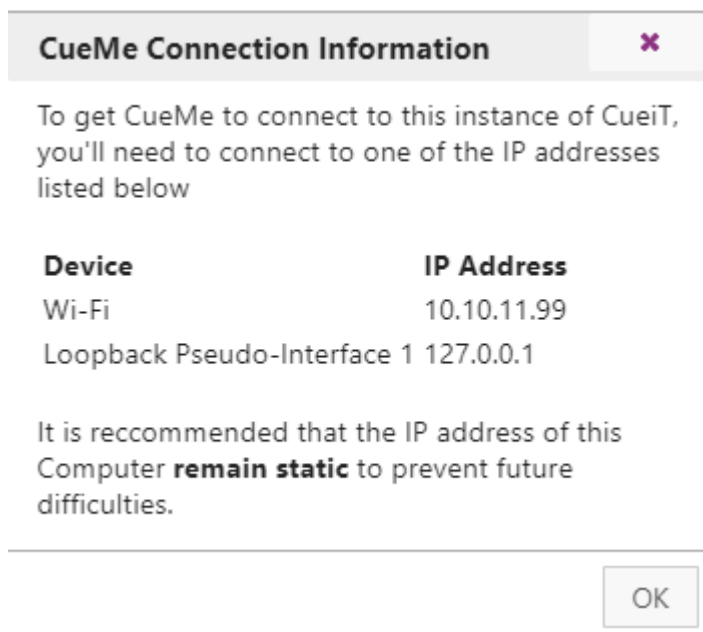 CueMe Connection Information
To get CueMe to connect to this instance of CueiT,
you'll need to connect to one of the IP addresses
listed below
Device IP Address
Wi-Fi 10.10.11.99
Loopback Pseudo-Interface 1 127.0.0.1
It is reccommended that the IP address of this
Computer remain static to prevent future
difficulties.
OK